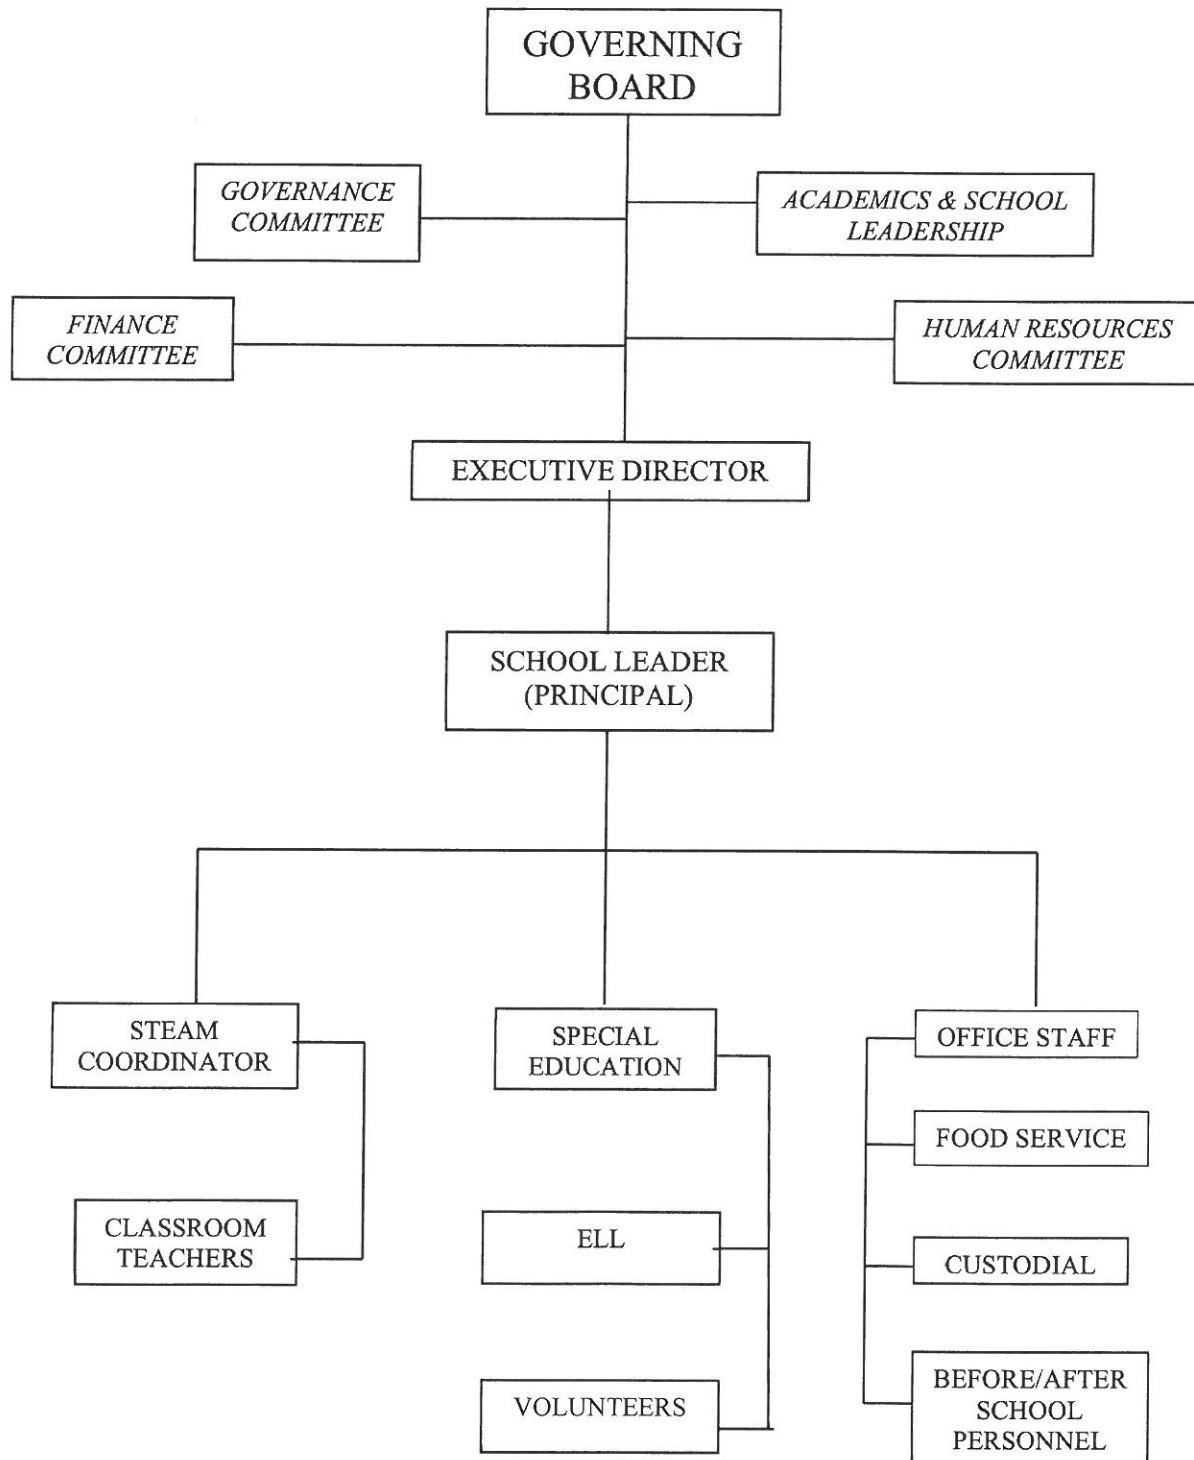 GOVERNING
BOARD
GOVERNANCE
COMMITTEE
ACADEMICS & SCHOOL
LEADERSHIP
FINANCE
COMMITTEE
HUMAN RESOURCES
COMMITTEE
EXECUTIVE DIRECTOR
SCHOOL LEADER
(PRINCIPAL)
STEAM
COORDINATOR
SPECIAL
EDUCATION
OFFICE STAFF
FOOD SERVICE
CLASSROOM
TEACHERS
ELL
CUSTODIAL
VOLUNTEERS
BEFORE/AFTER
SCHOOL
PERSONNEL